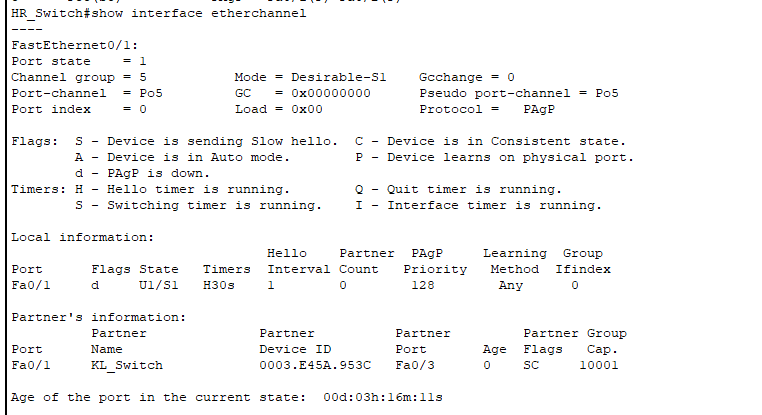 HR_Switch#show interface etherchannel
----
FastEthernet0/1:
Port state    = 1
Channel group = 5           Mode = Desirable-Sl    Gcchange = 0
Port-channel  = Po5         GC   = 0x00000000      Pseudo port-channel = Po5
Port index    = 0           Load = 0x00            Protocol =   PAgP
Flags:  S - Device is sending Slow hello.  C - Device is in Consistent state.
        A - Device is in Auto mode.        P - Device learns on physical port.
        d - PAgP is down.
Timers: H - Hello timer is running.        Q - Quit timer is running.
        S - Switching timer is running.    I - Interface timer is running.
Local information:
                                Hello    Partner  PAgP     Learning  Group
Port      Flags State   Timers  Interval Count   Priority   Method  Ifindex
Fa0/1     d     U1/S1   H30s    1        0        128        Any      0
Partner's information:
          Partner              Partner          Partner         Partner Group
Port      Name                 Device ID        Port       Age  Flags   Cap.
Fa0/1     KL_Switch            0003.E45A.953C   Fa0/3      0    SC     10001
Age of the port in the current state:  00d:03h:16m:11s